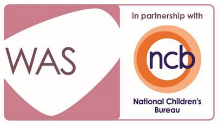 WAS
in partnership with
ncb
National Children's
Bureau